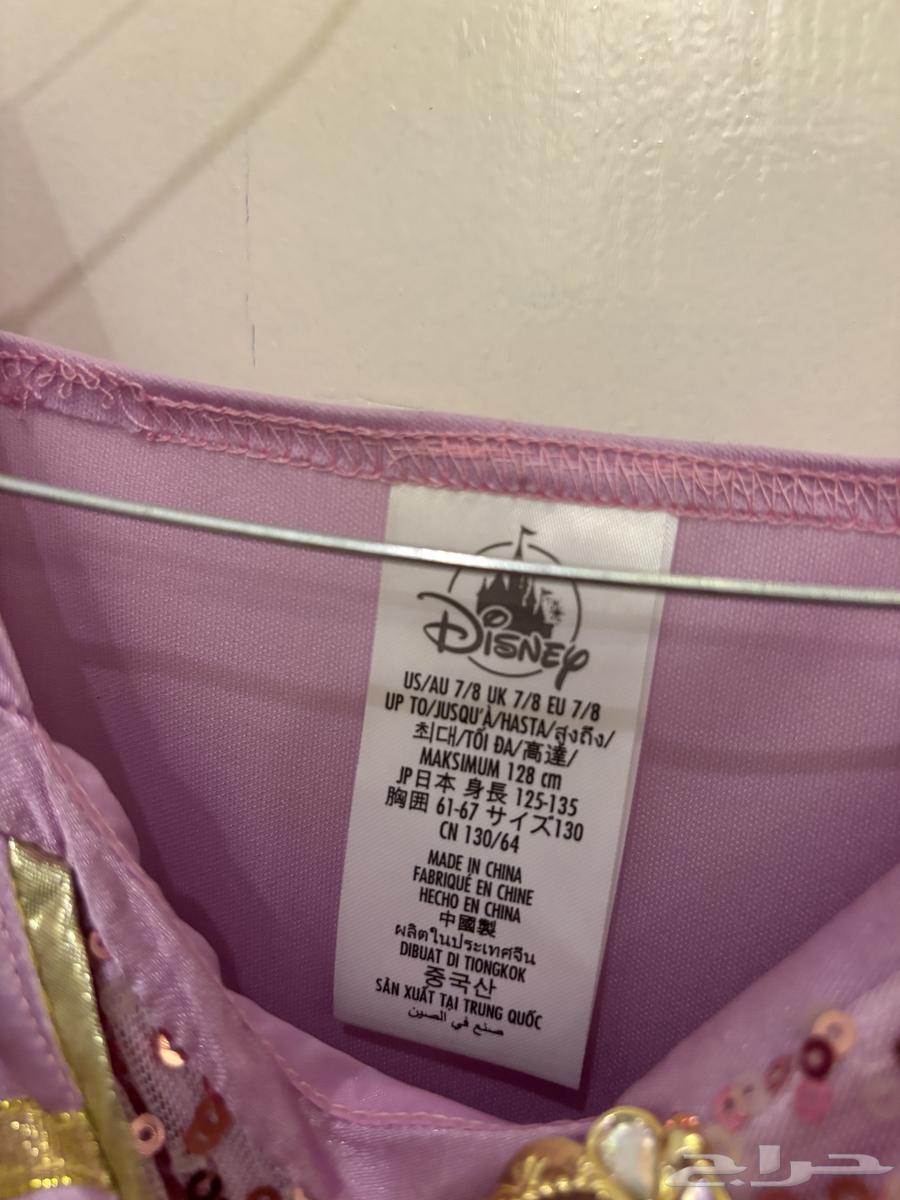 Disney
US/AU 7/8 UK 7/8 EU 7/8
UP TO/JUSQU'À/HASTA/สูงถึง/
최대/TỐI ĐA/高達/
MAKSIMUM 128 cm
JP日本 身長 125-135
胸囲 61-67 サイズ130
CN 130/64
MADE IN CHINA
FABRIQUÉ EN CHINE
HECHO EN CHINA
中國製
ผลิตในประเทศจีน
DIBUAT DI TIONGKOK
중국산
SẢN XUẤT TẠI TRUNG QUỐC
صنع في الصين
حراج